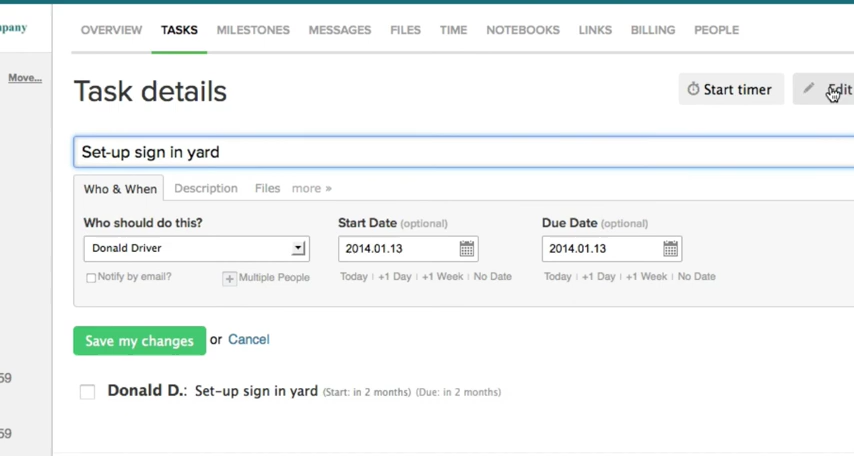 mpany
OVERVIEW TASKS MILESTONES MESSAGES FILES TIME NOTEBOOKS LINKS BILLING PEOPLE
Move...
Task details
Start timer
Edit
Set-up sign in yard
Who & When Description Files more »
Who should do this? Start Date (optional) Due Date (optional)
Donald Driver 2014.01.13 2014.01.13
Notify by email? + Multiple People Today | +1 Day | +1 Week | No Date Today | +1 Day | +1 Week | No Date
Save my changes or Cancel
59
Donald D.: Set-up sign in yard (Start: in 2 months) (Due: in 2 months)
59